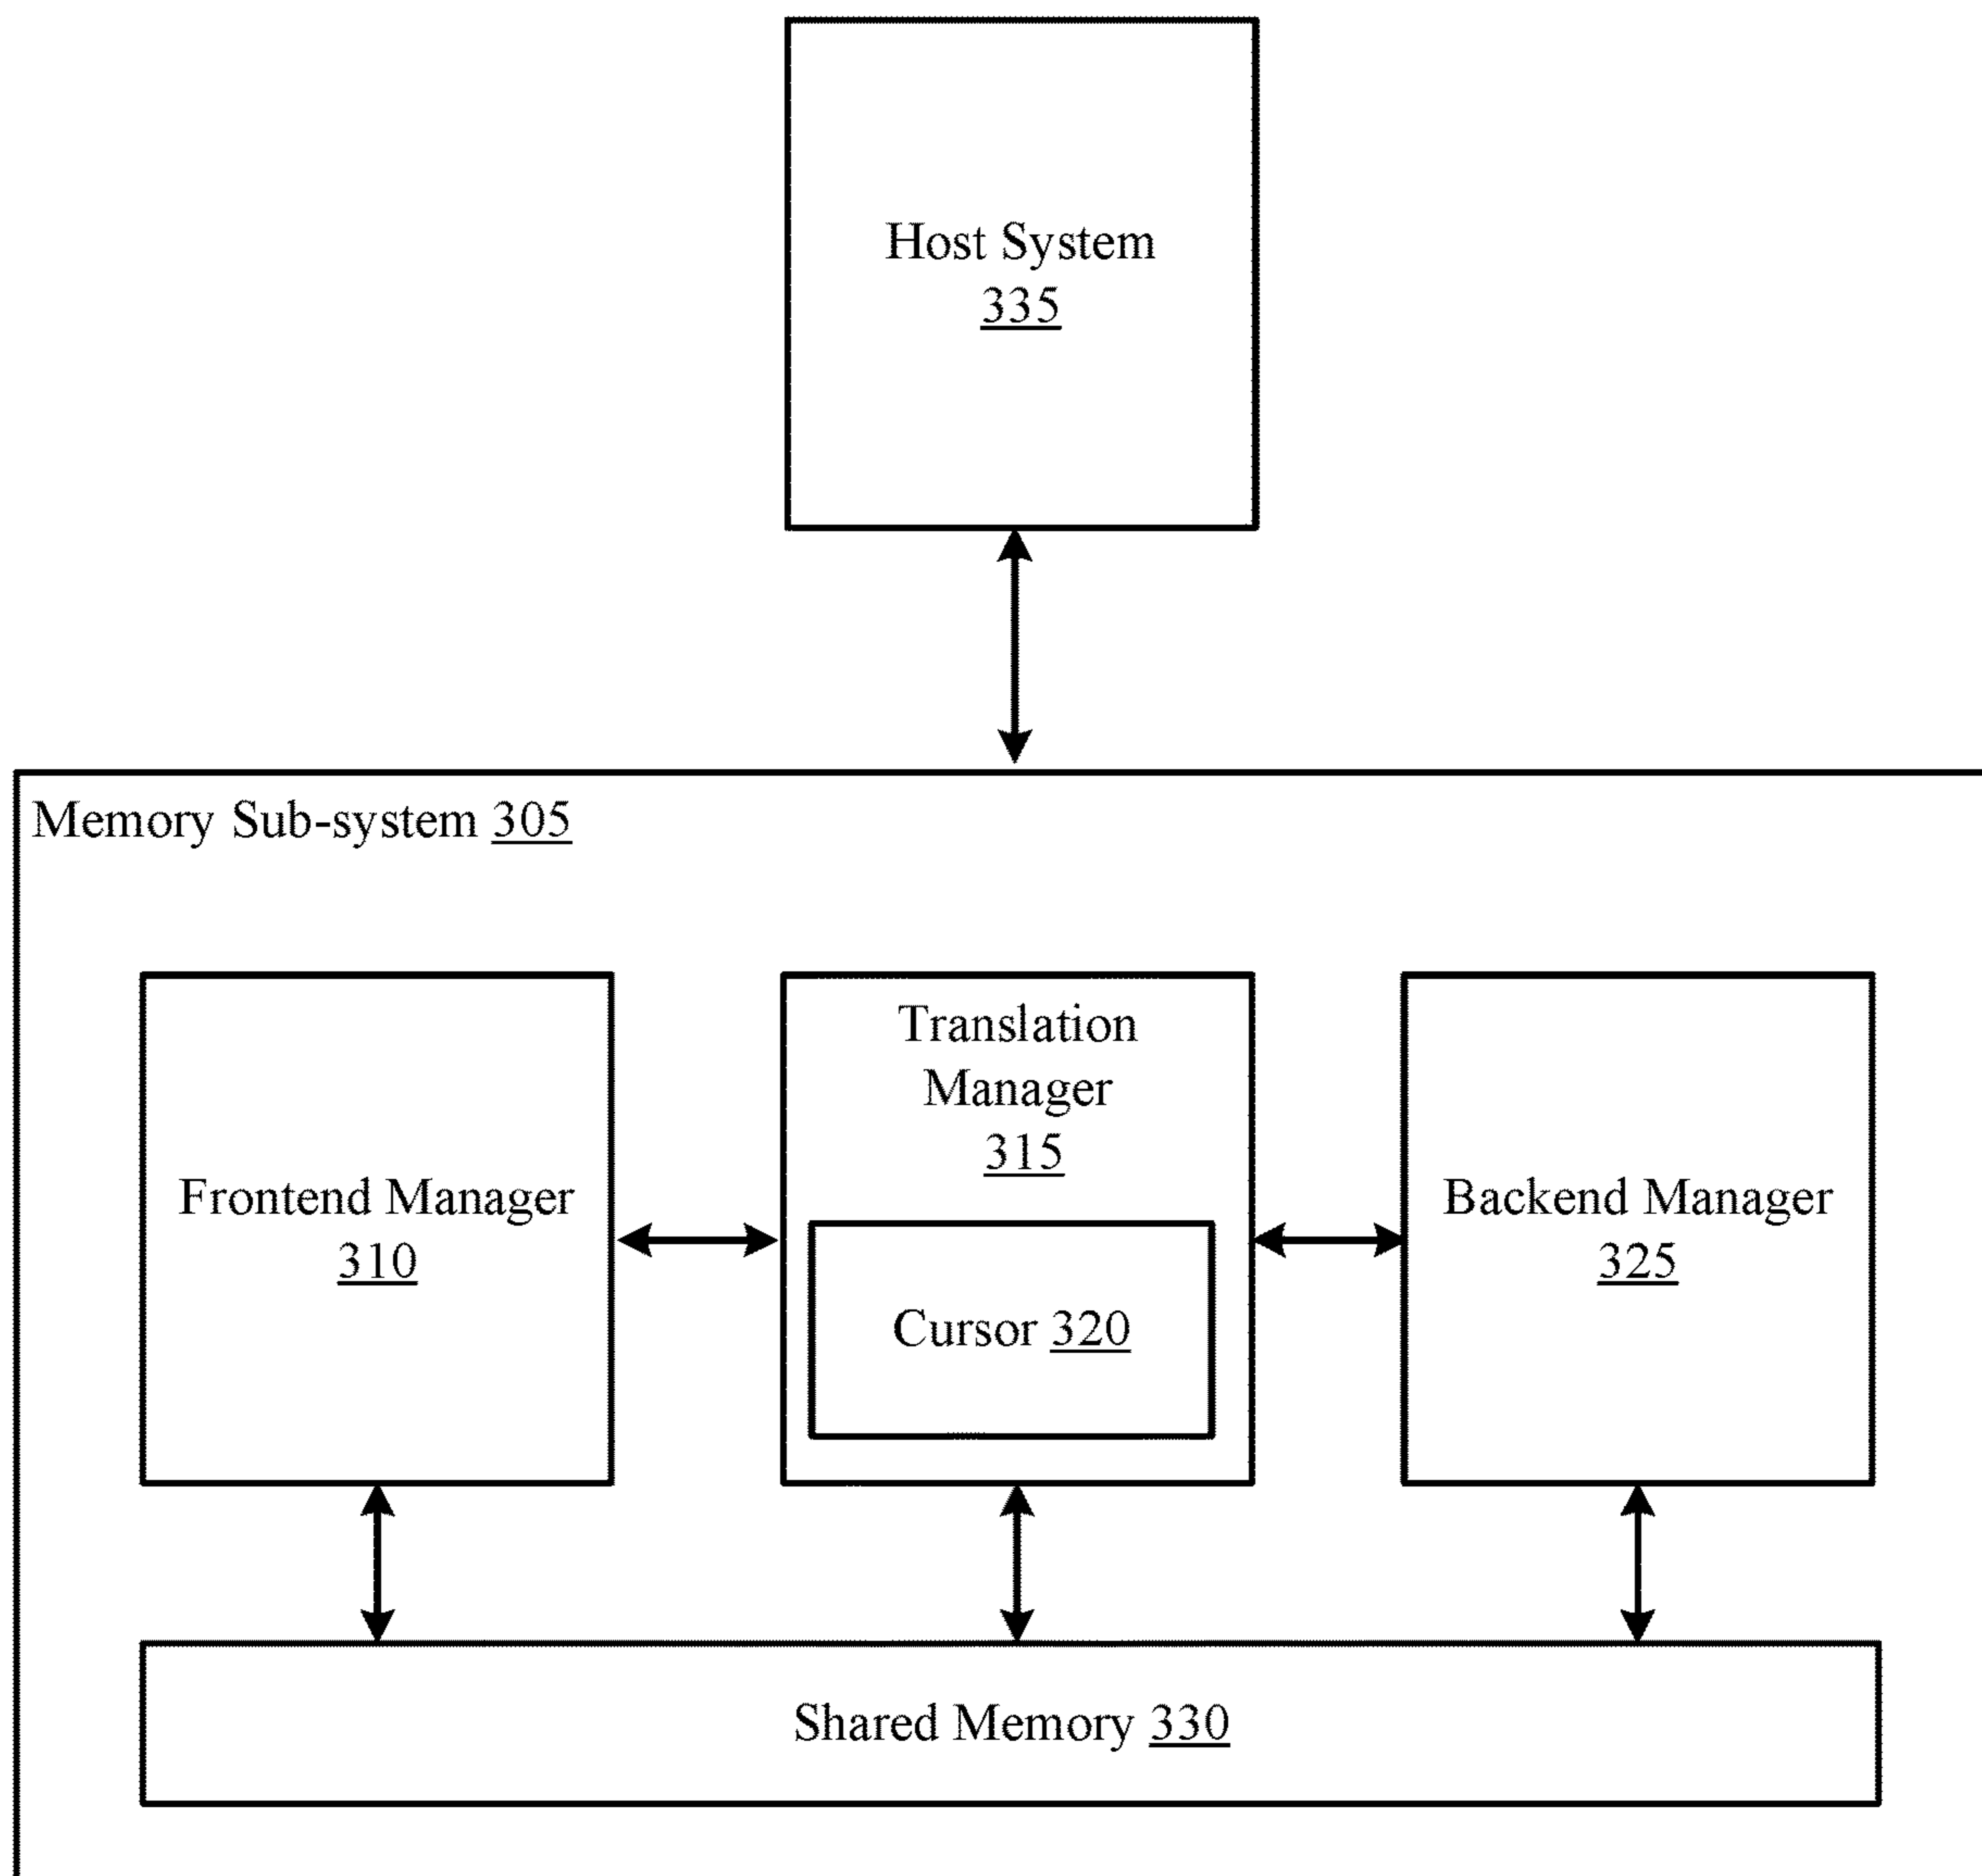 Host System
335
Memory Sub-system 305
Translation
Manager
315
Frontend Manager
310
Backend Manager
325
Cursor 320
Shared Memory 330